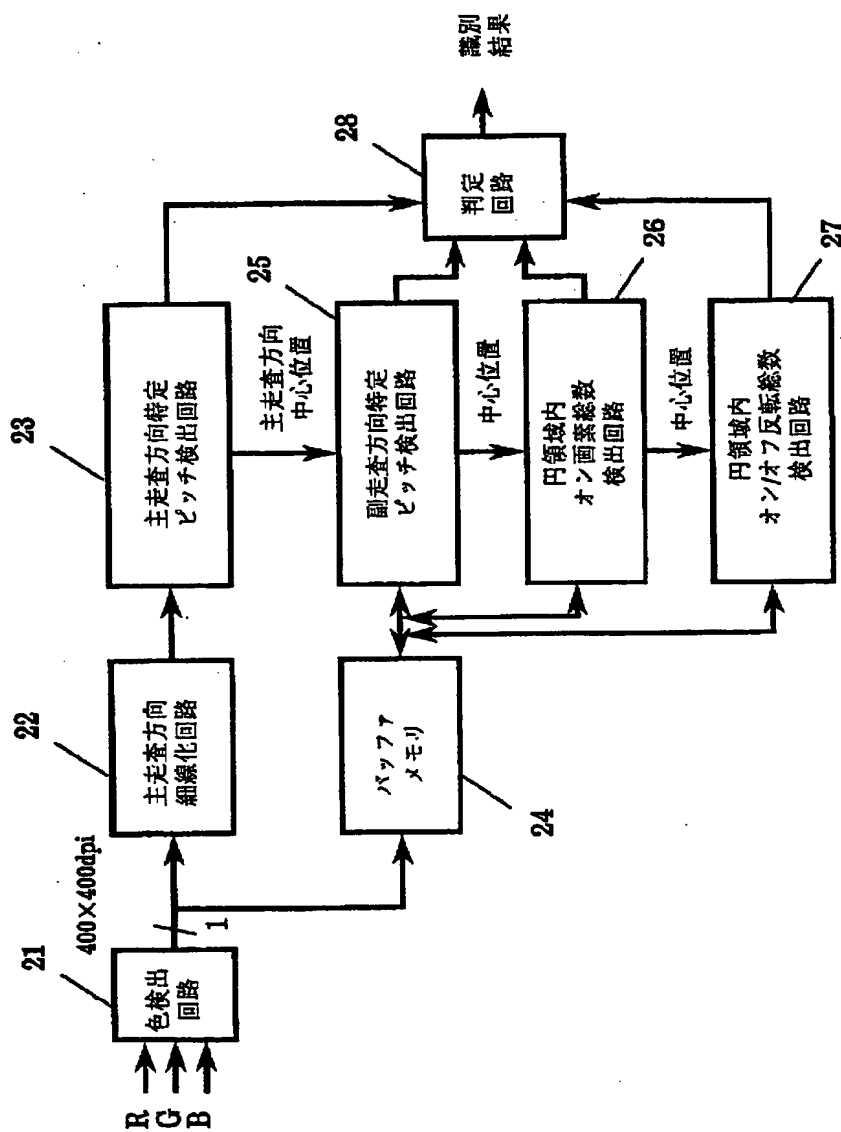 R
G
B
21
色検出
回路
400×400dpi
1
22
主走査方向
細線化回路
23
主走査方向特定
ピッチ検出回路
24
バッファ
メモリ
主走査方向
中心位置
25
副走査方向特定
ピッチ検出回路
中心位置
円領域内
オン画素総数
検出回路
26
中心位置
円領域内
オン/オフ反転総数
検出回路
27
28
判定
回路
識別
結果